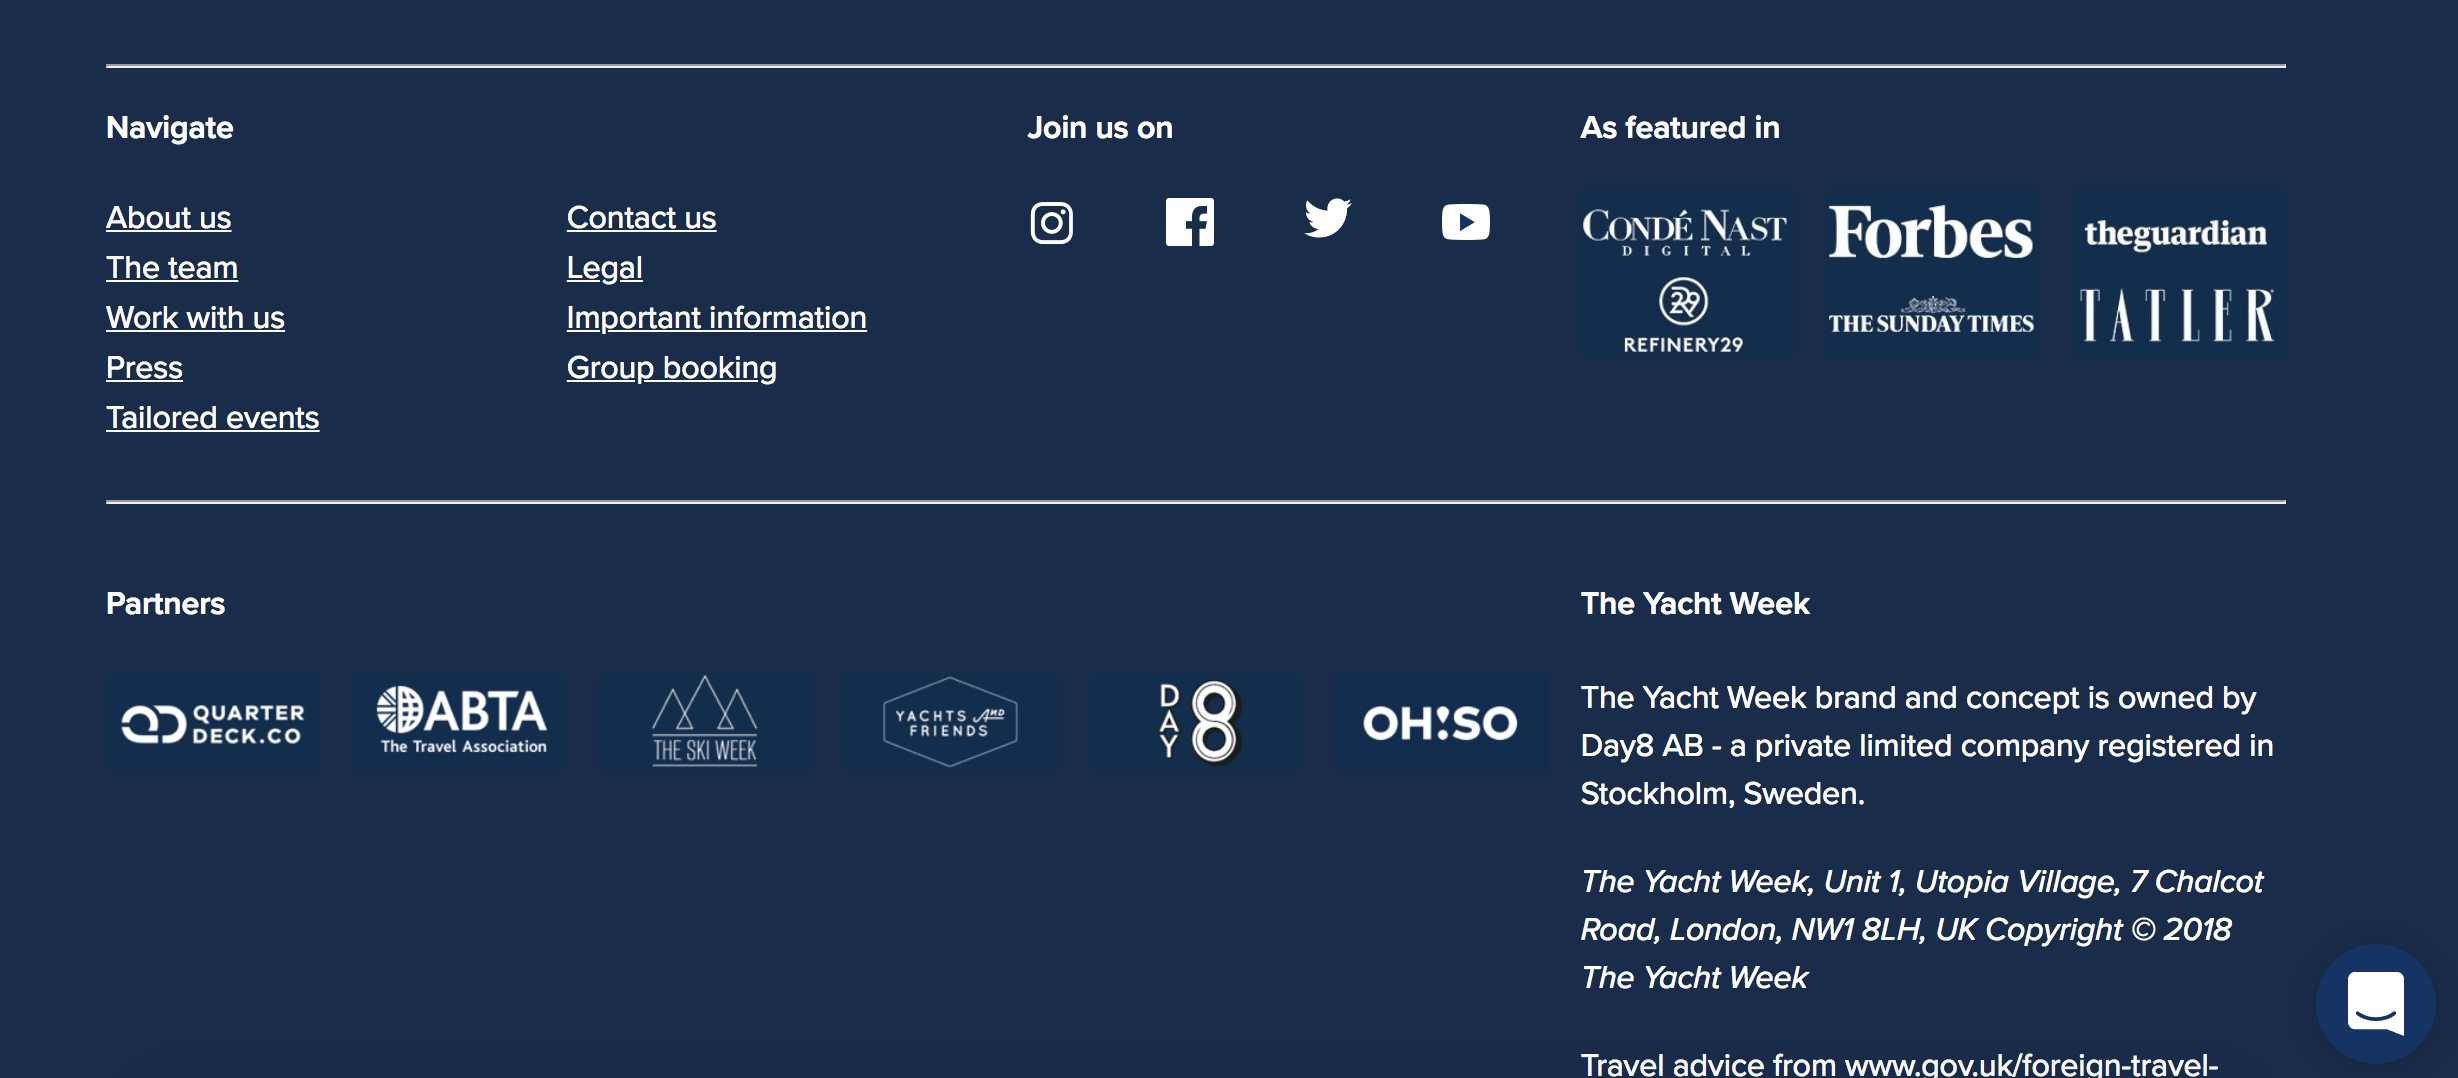 Navigate
About us
The team
Work with us
Press
Tailored events
Contact us
Legal
Important information
Group booking
Join us on
As featured in
CONDÉ NAST
DIGITAL
Forbes
theguardian
R29
REFINERY29
THE SUNDAY TIMES
TATLER
Partners
QUARTER
DECK.CO
ABTA
The Travel Association
THE SKI WEEK
YACHTS AND
FRIENDS
DAY
8
OH!SO
The Yacht Week
The Yacht Week brand and concept is owned by
Day8 AB - a private limited company registered in
Stockholm, Sweden.
The Yacht Week, Unit 1, Utopia Village, 7 Chalcot
Road, London, NW1 8LH, UK Copyright © 2018
The Yacht Week
Travel advice from www.gov.uk/foreign-travel-